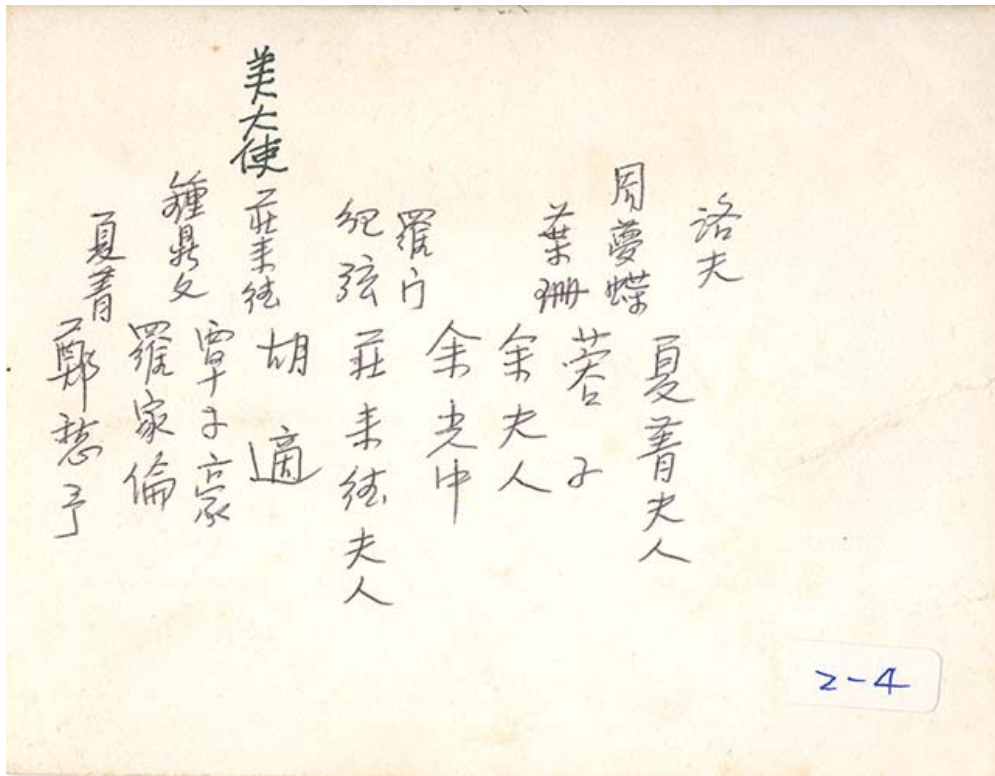 洛夫
周夢蝶
葉珊
羅门
紀弦
美大使
莊来德
鍾鼎文
夏菁
夏菁夫人
蓉子
余夫人
余光中
莊来德夫人
胡適
覃子豪
羅家倫
鄭愁予
2-4